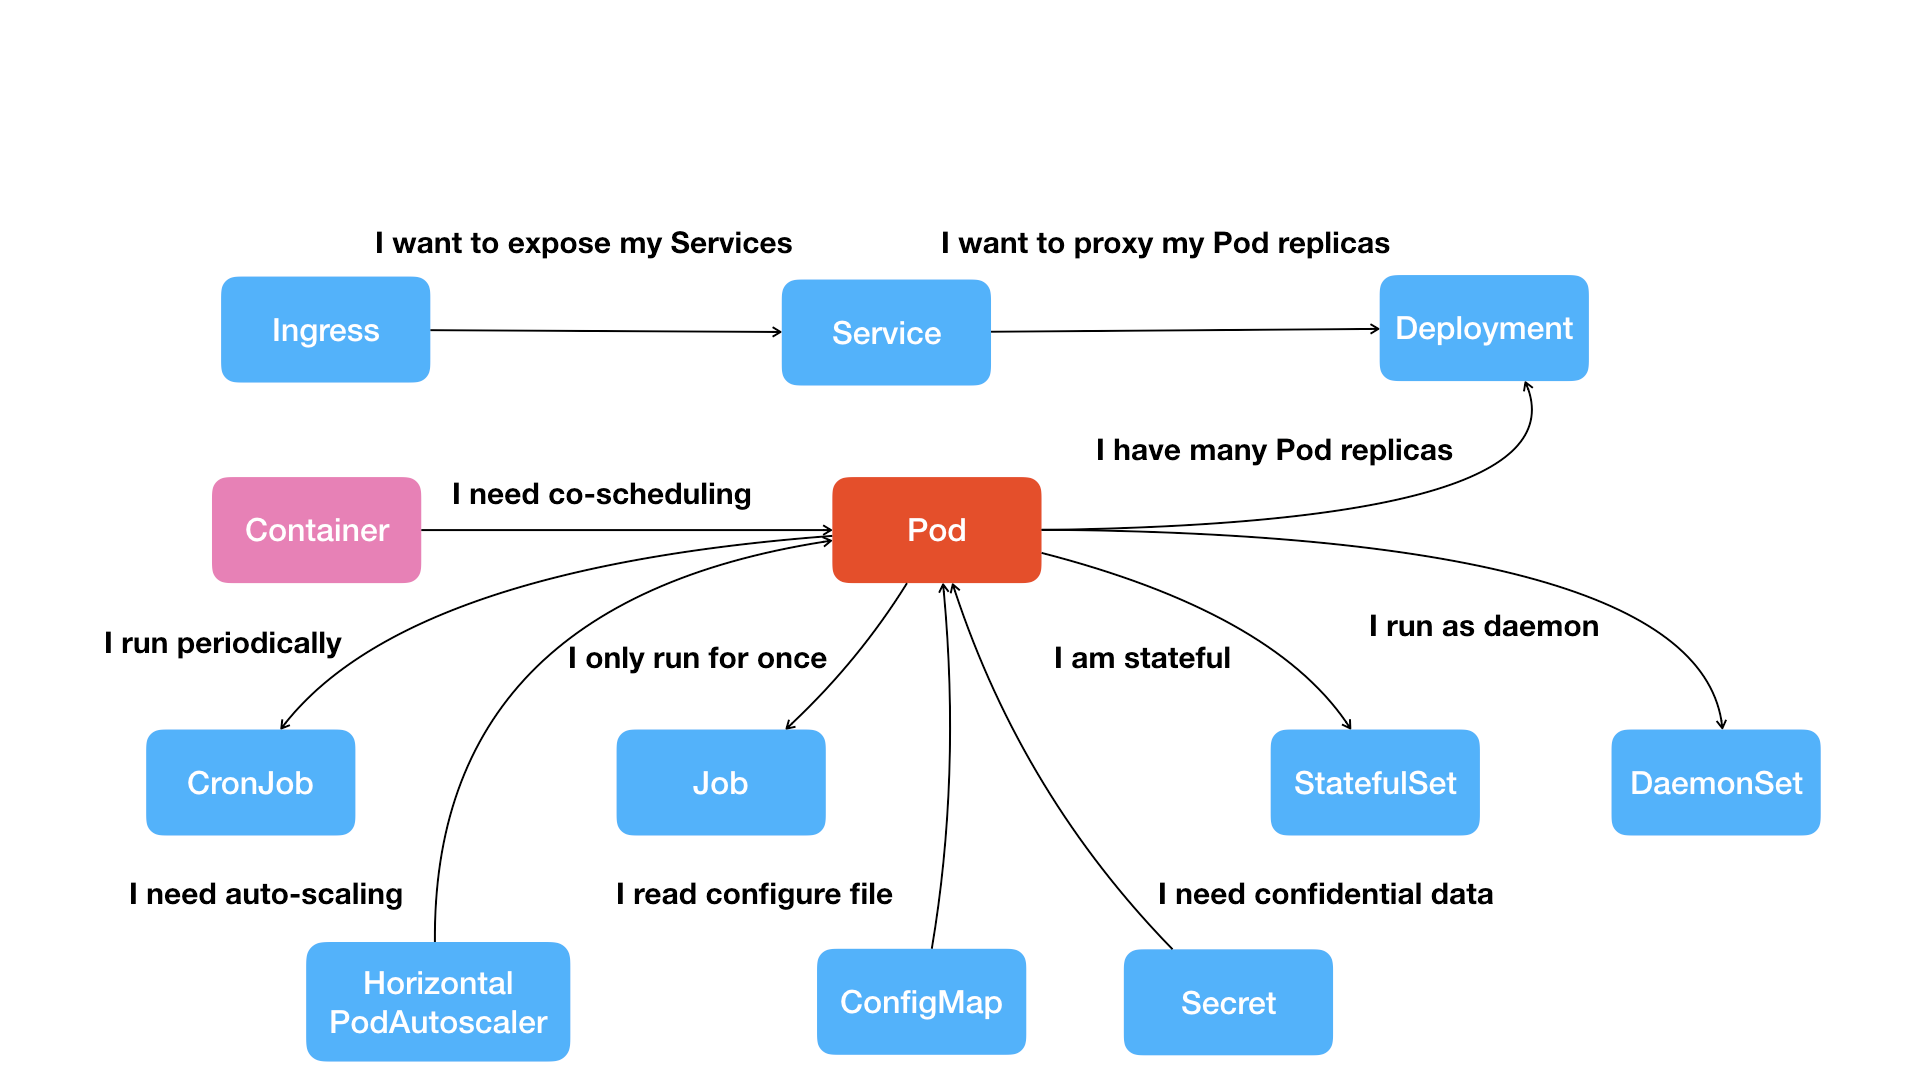 I want to expose my Services
I want to proxy my Pod replicas
Ingress
Service
Deployment
I have many Pod replicas
I need co-scheduling
Container
Pod
I run periodically
I only run for once
I am stateful
I run as daemon
CronJob
Job
StatefulSet
DaemonSet
I need auto-scaling
I read configure file
I need confidential data
Horizontal
PodAutoscaler
ConfigMap
Secret